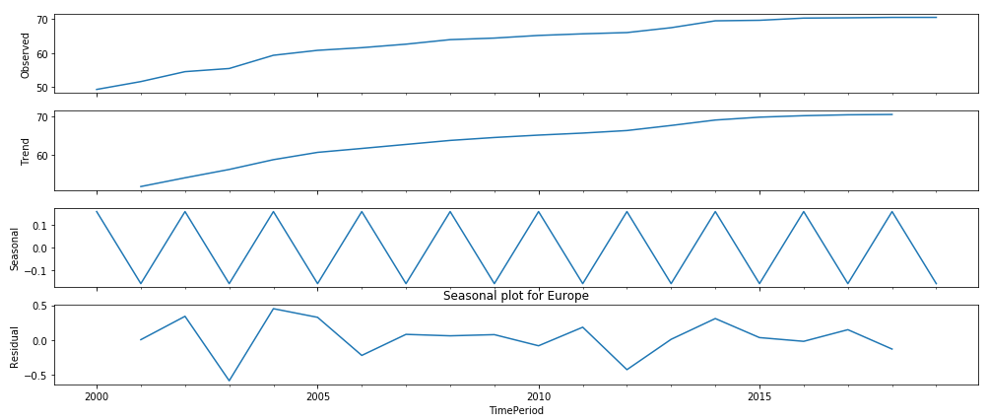 70
60
50
Observed
70
60
Trend
0.1
0.0
−0.1
Seasonal
Seasonal plot for Europe
0.5
0.0
−0.5
Residual
2000 2005 2010 2015
TimePeriod